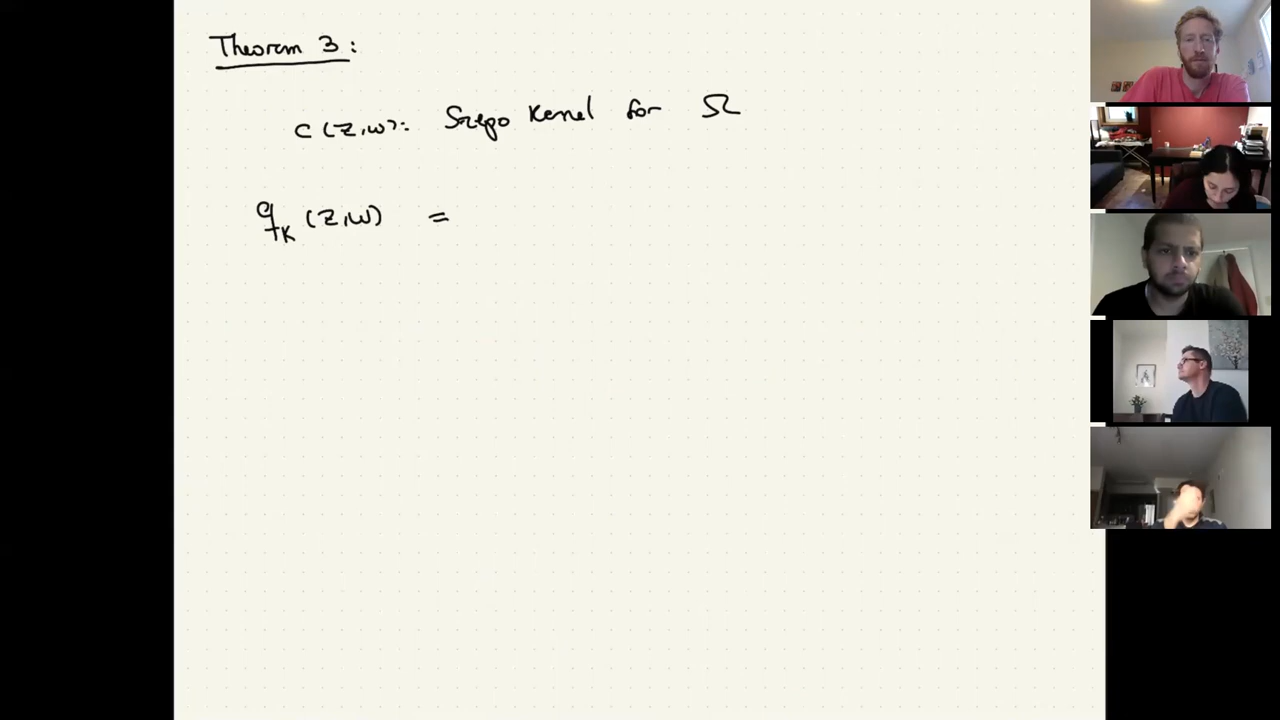 Theorem 3:
c(z,w): Szego Kernel for Ω
q_K(z,w) =